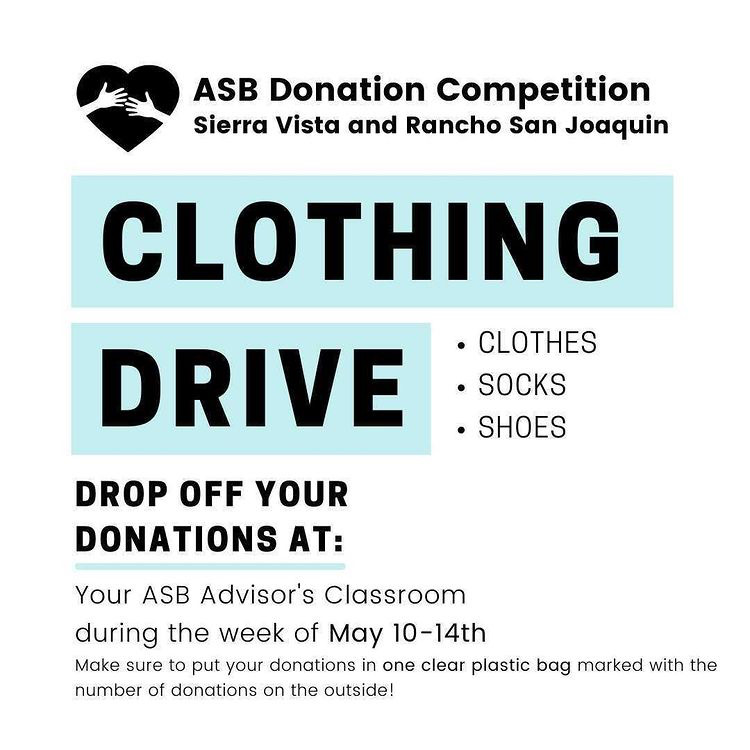 ASB Donation Competition
Sierra Vista and Rancho San Joaquin
CLOTHING
DRIVE
• CLOTHES
• SOCKS
• SHOES
DROP OFF YOUR
DONATIONS AT:
Your ASB Advisor's Classroom
during the week of May 10-14th
Make sure to put your donations in one clear plastic bag marked with the
number of donations on the outside!